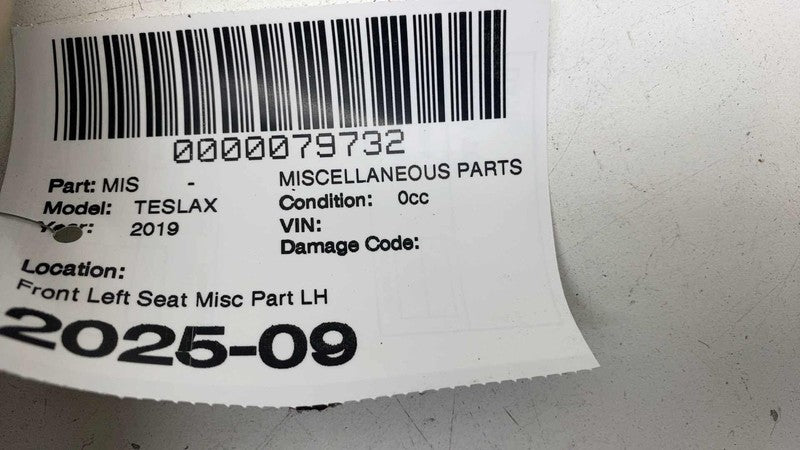 0000079732
Part: MIS - MISCELLANEOUS PARTS
Model: TESLAX Condition: 0cc
Year: 2019 VIN:
Damage Code:
Location:
Front Left Seat Misc Part LH
2025-09